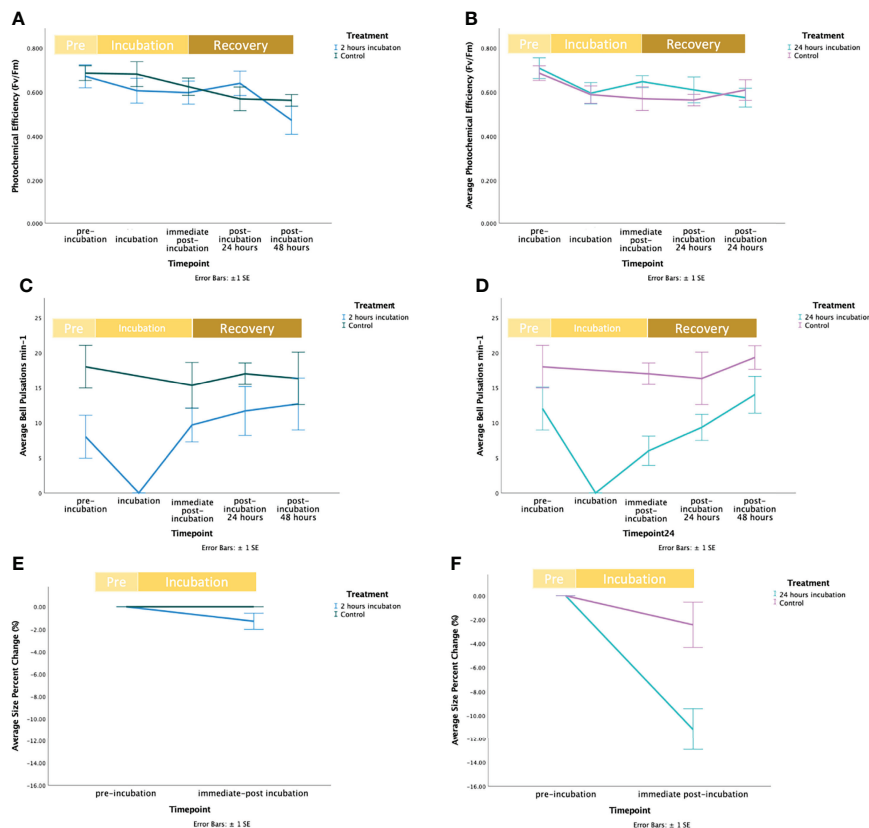 A
Pre
Incubation
Recovery
Treatment
2 hours incubation
Control
0.800
0.600
0.400
0.200
0.000
Photochemical Efficiency (Fv/Fm)
pre-
incubation
incubation
immediate
post-
incubation
post-
incubation
24 hours
post-
incubation
48 hours
Timepoint
Error Bars: ±1 SE
B
Pre
Incubation
Recovery
Treatment
24 hours incubation
Control
0.800
0.600
0.400
0.200
0.000
Average Photochemical Efficiency (Fv/Fm)
pre-
incubation
incubation
immediate
post-
incubation
post-
incubation
24 hours
post-
incubation
24 hours
Timepoint
Error Bars: ±1 SE
C
Pre
Incubation
Recovery
Treatment
2 hours incutation
Control
25
20
15
10
5
0
Average Bell Pulsations min-1
pre-
incubation
incubation
immediate
post-
incubation
post-
incubation
24 hours
post-
incubation
48 hours
Timepoint
Error Bars: ± 1 SE
D
Pre
Incubation
Recovery
Treatment
24 hours incubation
Control
25
20
15
10
5
0
Average Bell Pulsations min-1
pre-
incubation
incubation
immediate
post-
incubation
post-
incubation
24 hours
post-
incubation
48 hours
Timepoint24
Error Bars: ± 1 SE
E
Pre
Incubation
Treatment
2 hours incubation
Control
0.00
-2.00
-4.00
-6.00
-8.00
-10.00
-12.00
-14.00
-16.00
Average Size Percent Change (%)
pre-incubation
immediate-post incubation
Timepoint
Error Bars: ± 1 SE
F
Pre
Incubation
Treatment
24 hours incubation
Control
0.00
-2.00
-4.00
-6.00
-8.00
-10.00
-12.00
-14.00
-16.00
Average Size Percent Change (%)
pre-incubation
immediate post-incubation
Timepoint
Error Bars: ± 1 SE